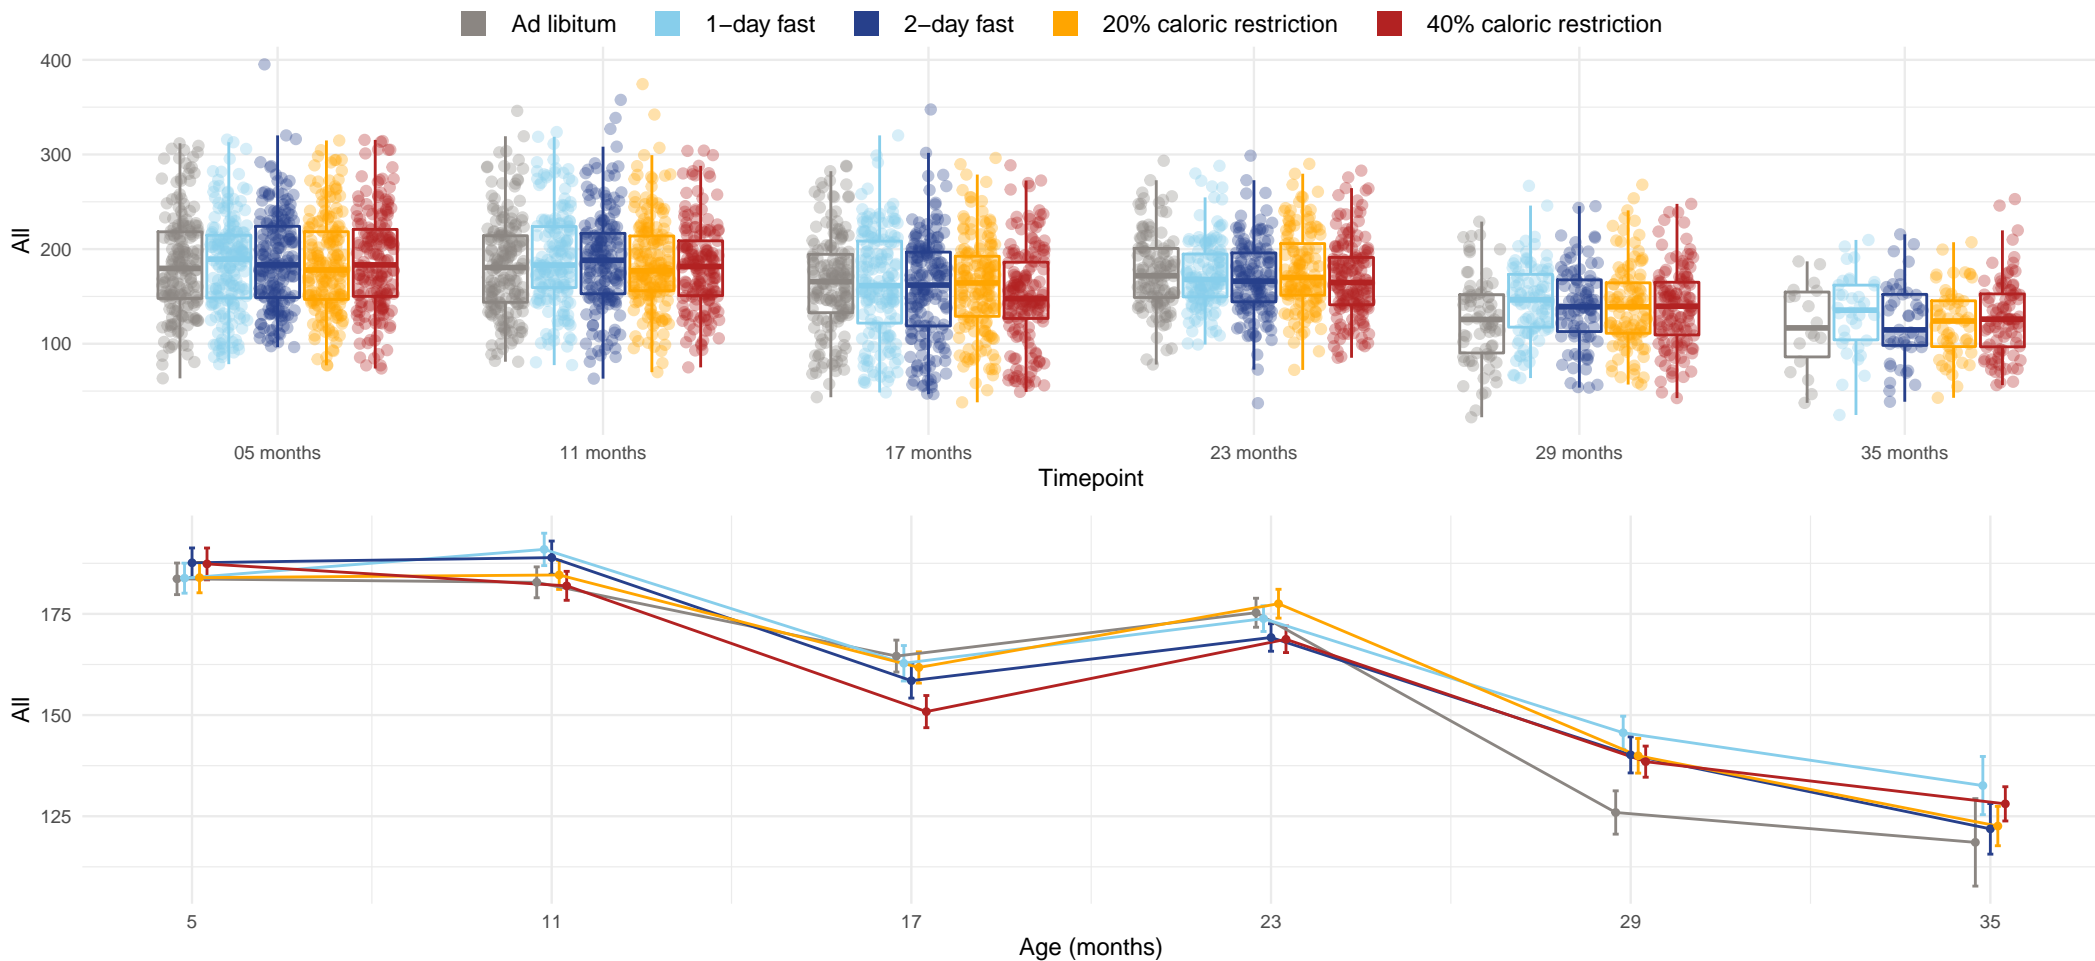 Ad libitum 1−day fast 2−day fast 20% caloric restriction 40% caloric restriction
400
300
200
100
All
05 months 11 months 17 months 23 months 29 months 35 months
Timepoint
175
150
125
All
5 11 17 23 29 35
Age (months)